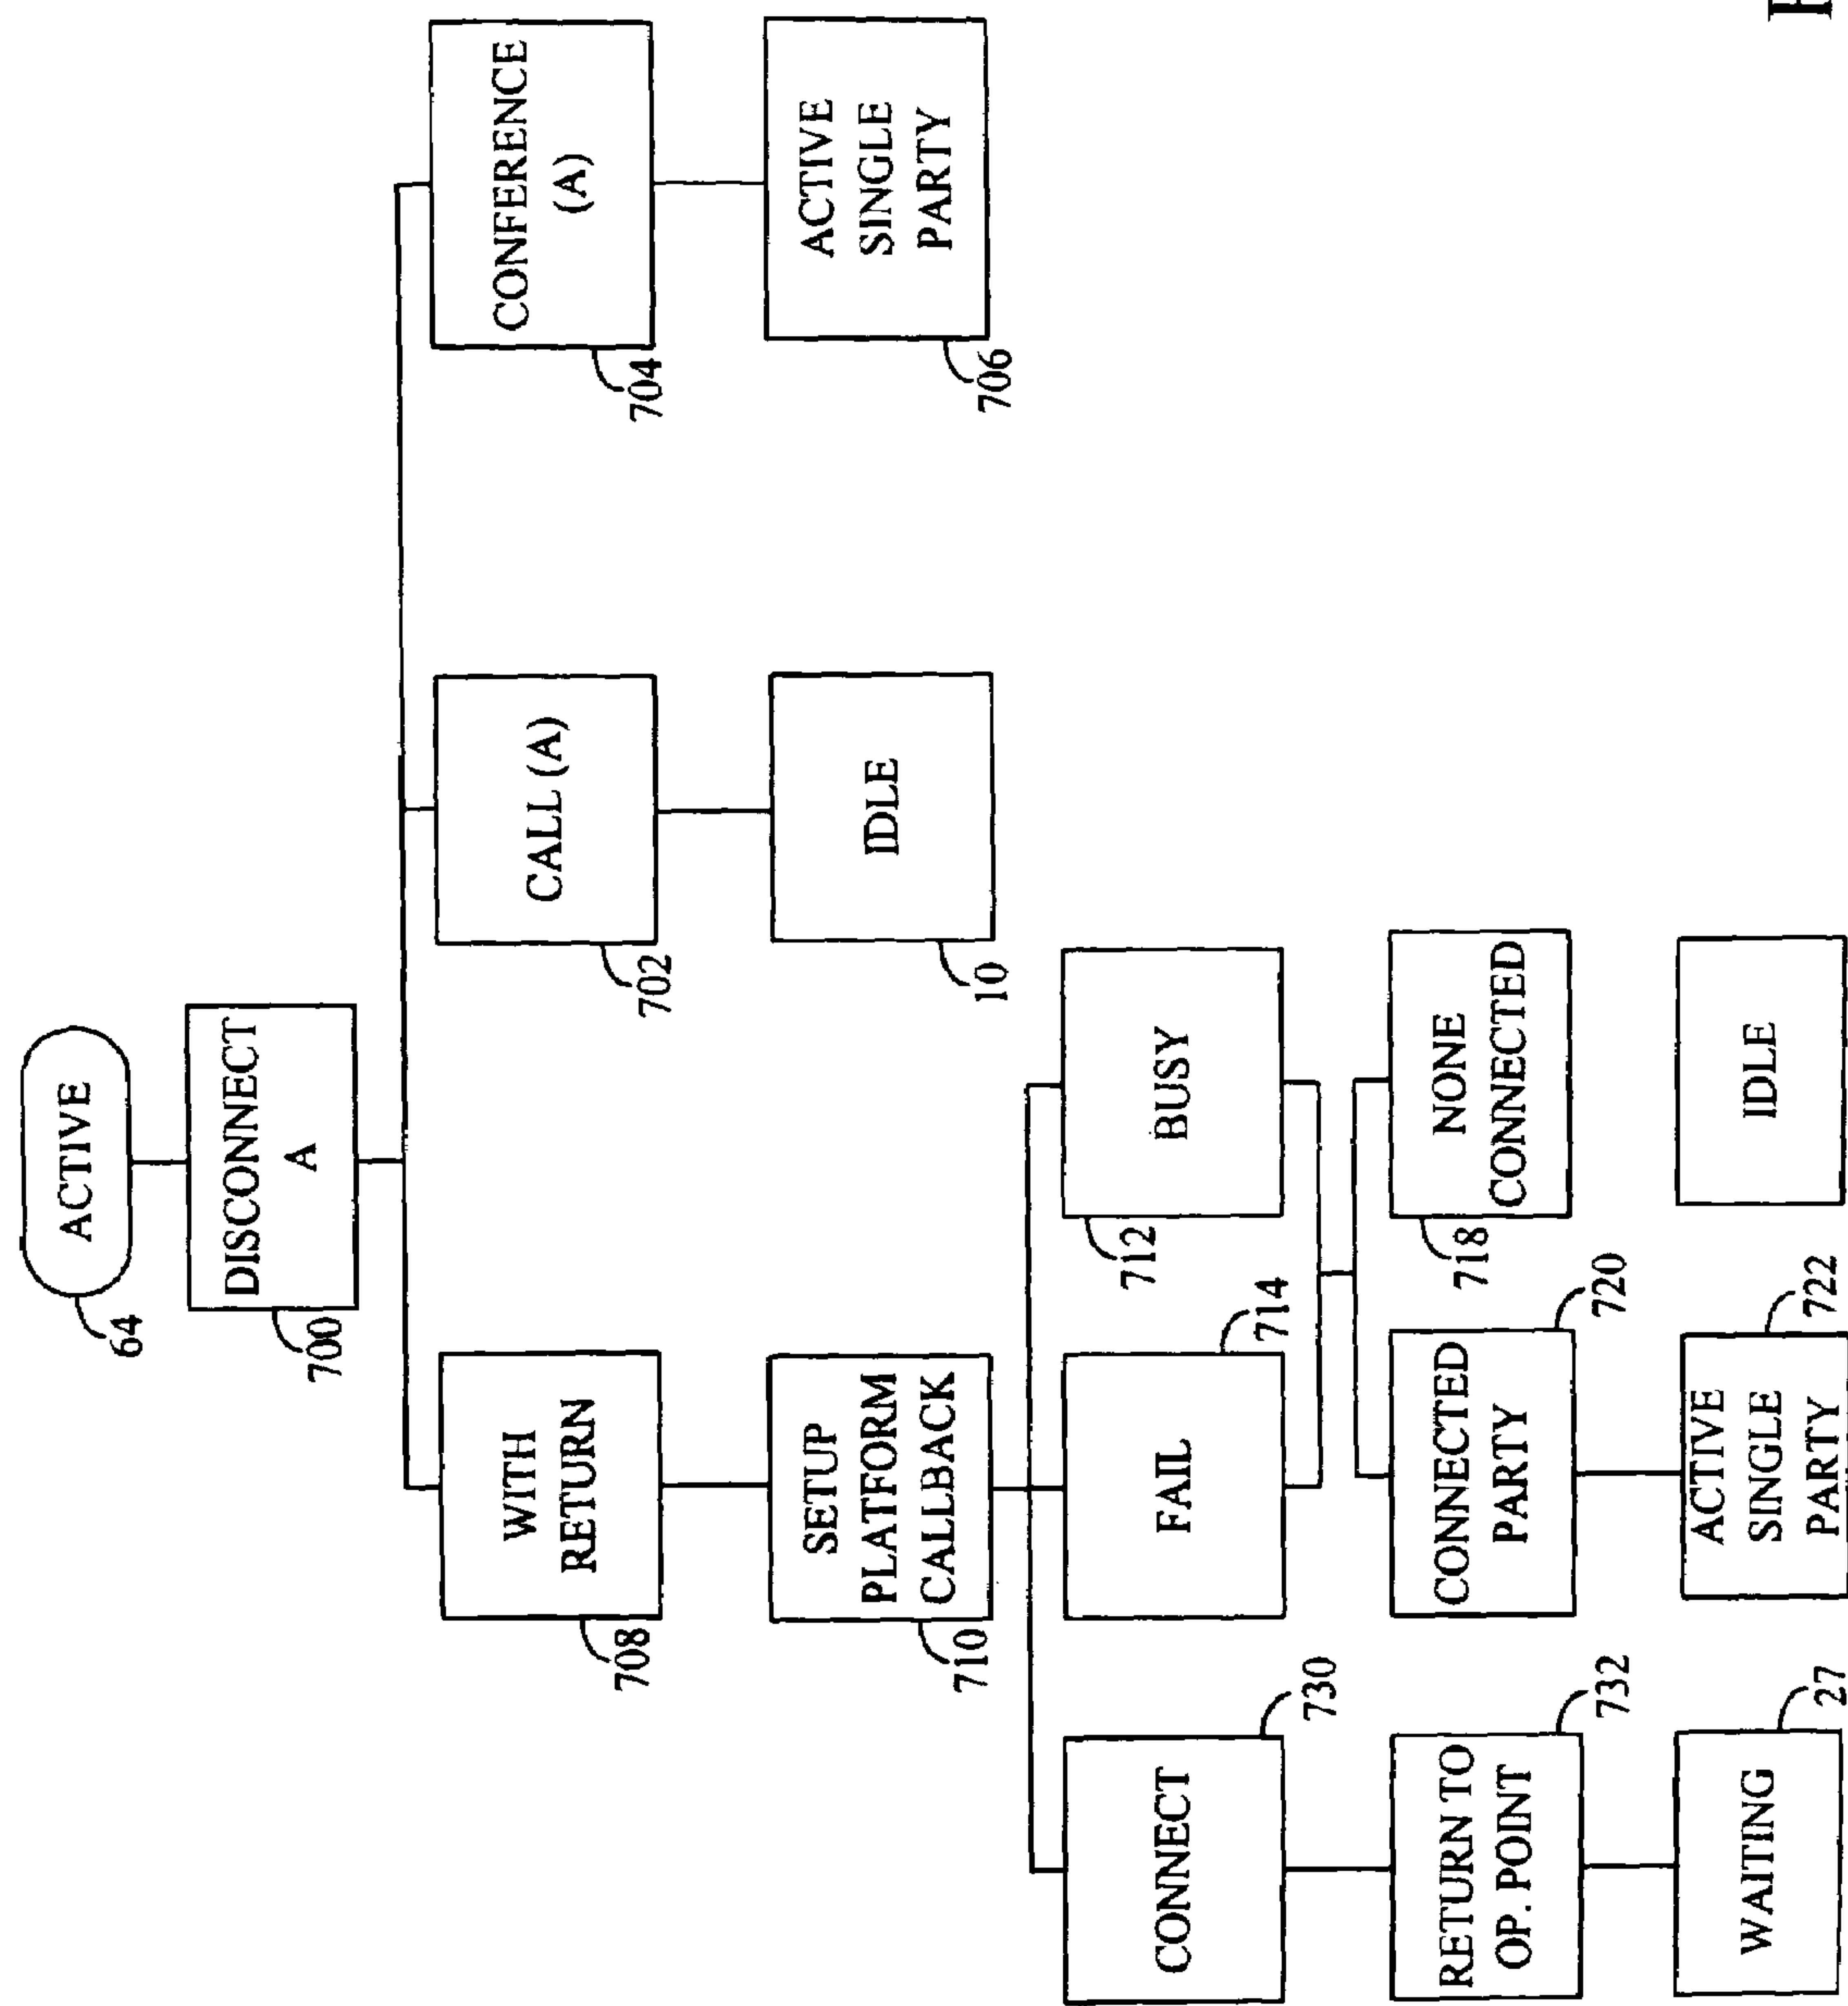 ACTIVE
64
DISCONNECT
A
700
WITH
RETURN
708
CALL (A)
702
CONFERENCE
(A)
704
SETUP
PLATFORM
CALLBACK
710
IDLE
10
ACTIVE
SINGLE
PARTY
706
CONNECT
730
FAIL
714
BUSY
712
RETURN TO
OP. POINT
732
CONNECTED
PARTY
720
NONE
CONNECTED
718
WAITING
27
ACTIVE
SINGLE
PARTY
722
IDLE